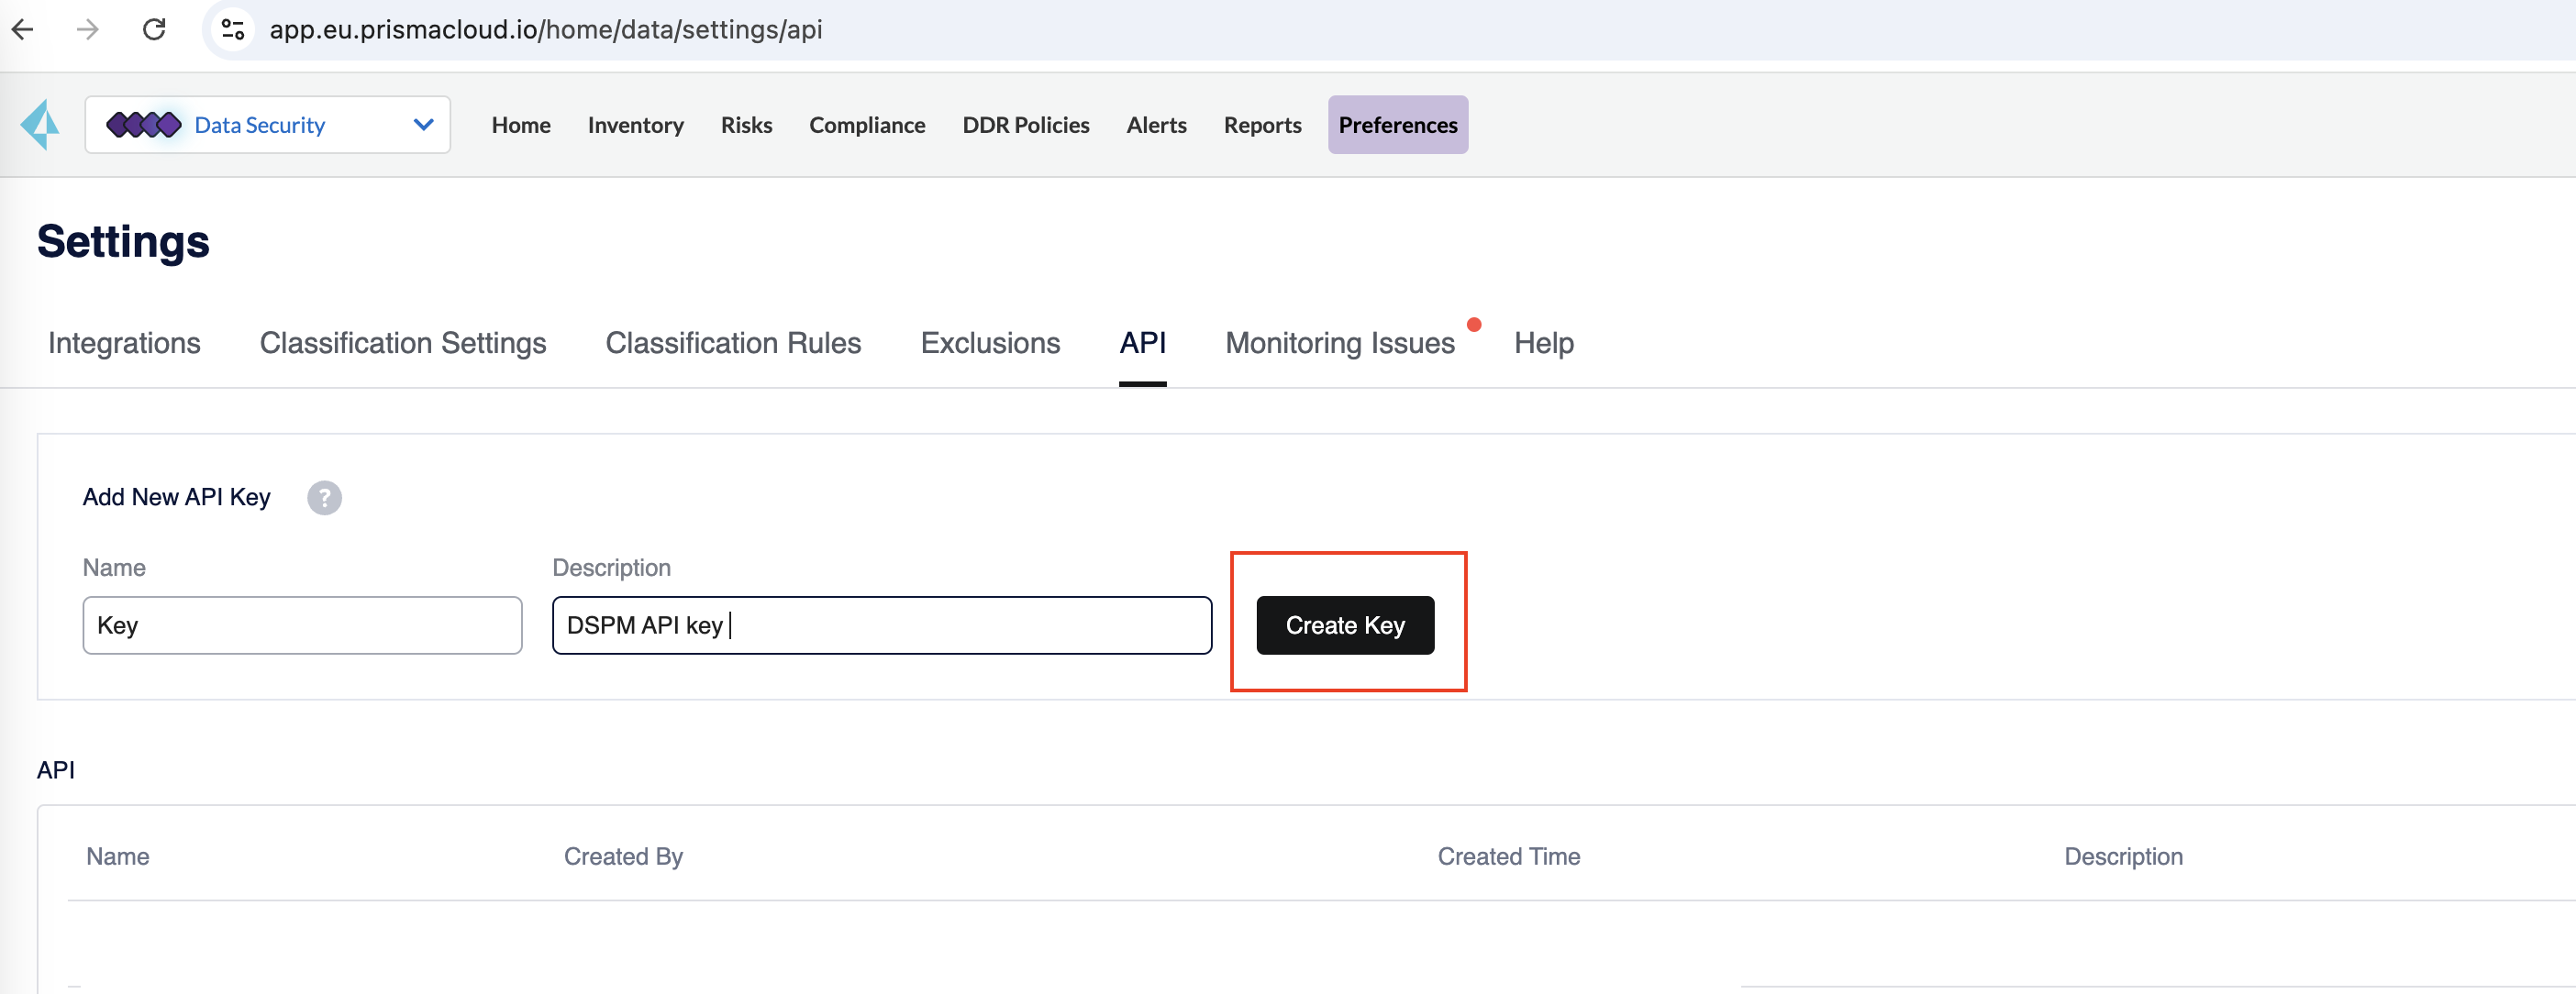 app.eu.prismacloud.io/home/data/settings/api
Data Security Home Inventory Risks Compliance DDR Policies Alerts Reports Preferences
Settings
Integrations Classification Settings Classification Rules Exclusions API Monitoring Issues Help
Add New API Key ?
Name Description
Key DSPM API key Create Key
API
Name Created By Created Time Description